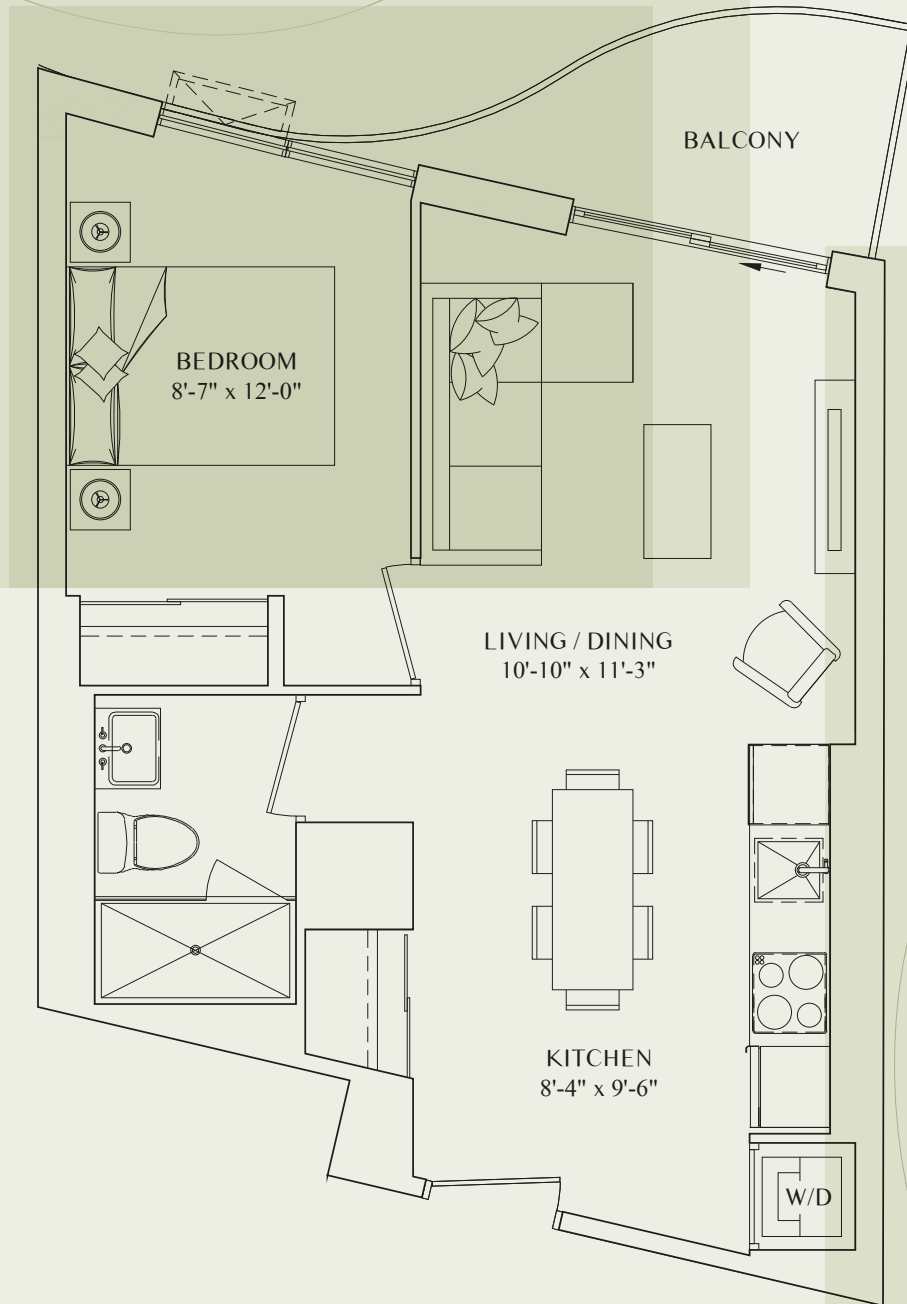 BALCONY
BEDROOM
8'-7" x 12'-0"
LIVING / DINING
10'-10" x 11'-3"
KITCHEN
8'-4" x 9'-6"
W/D